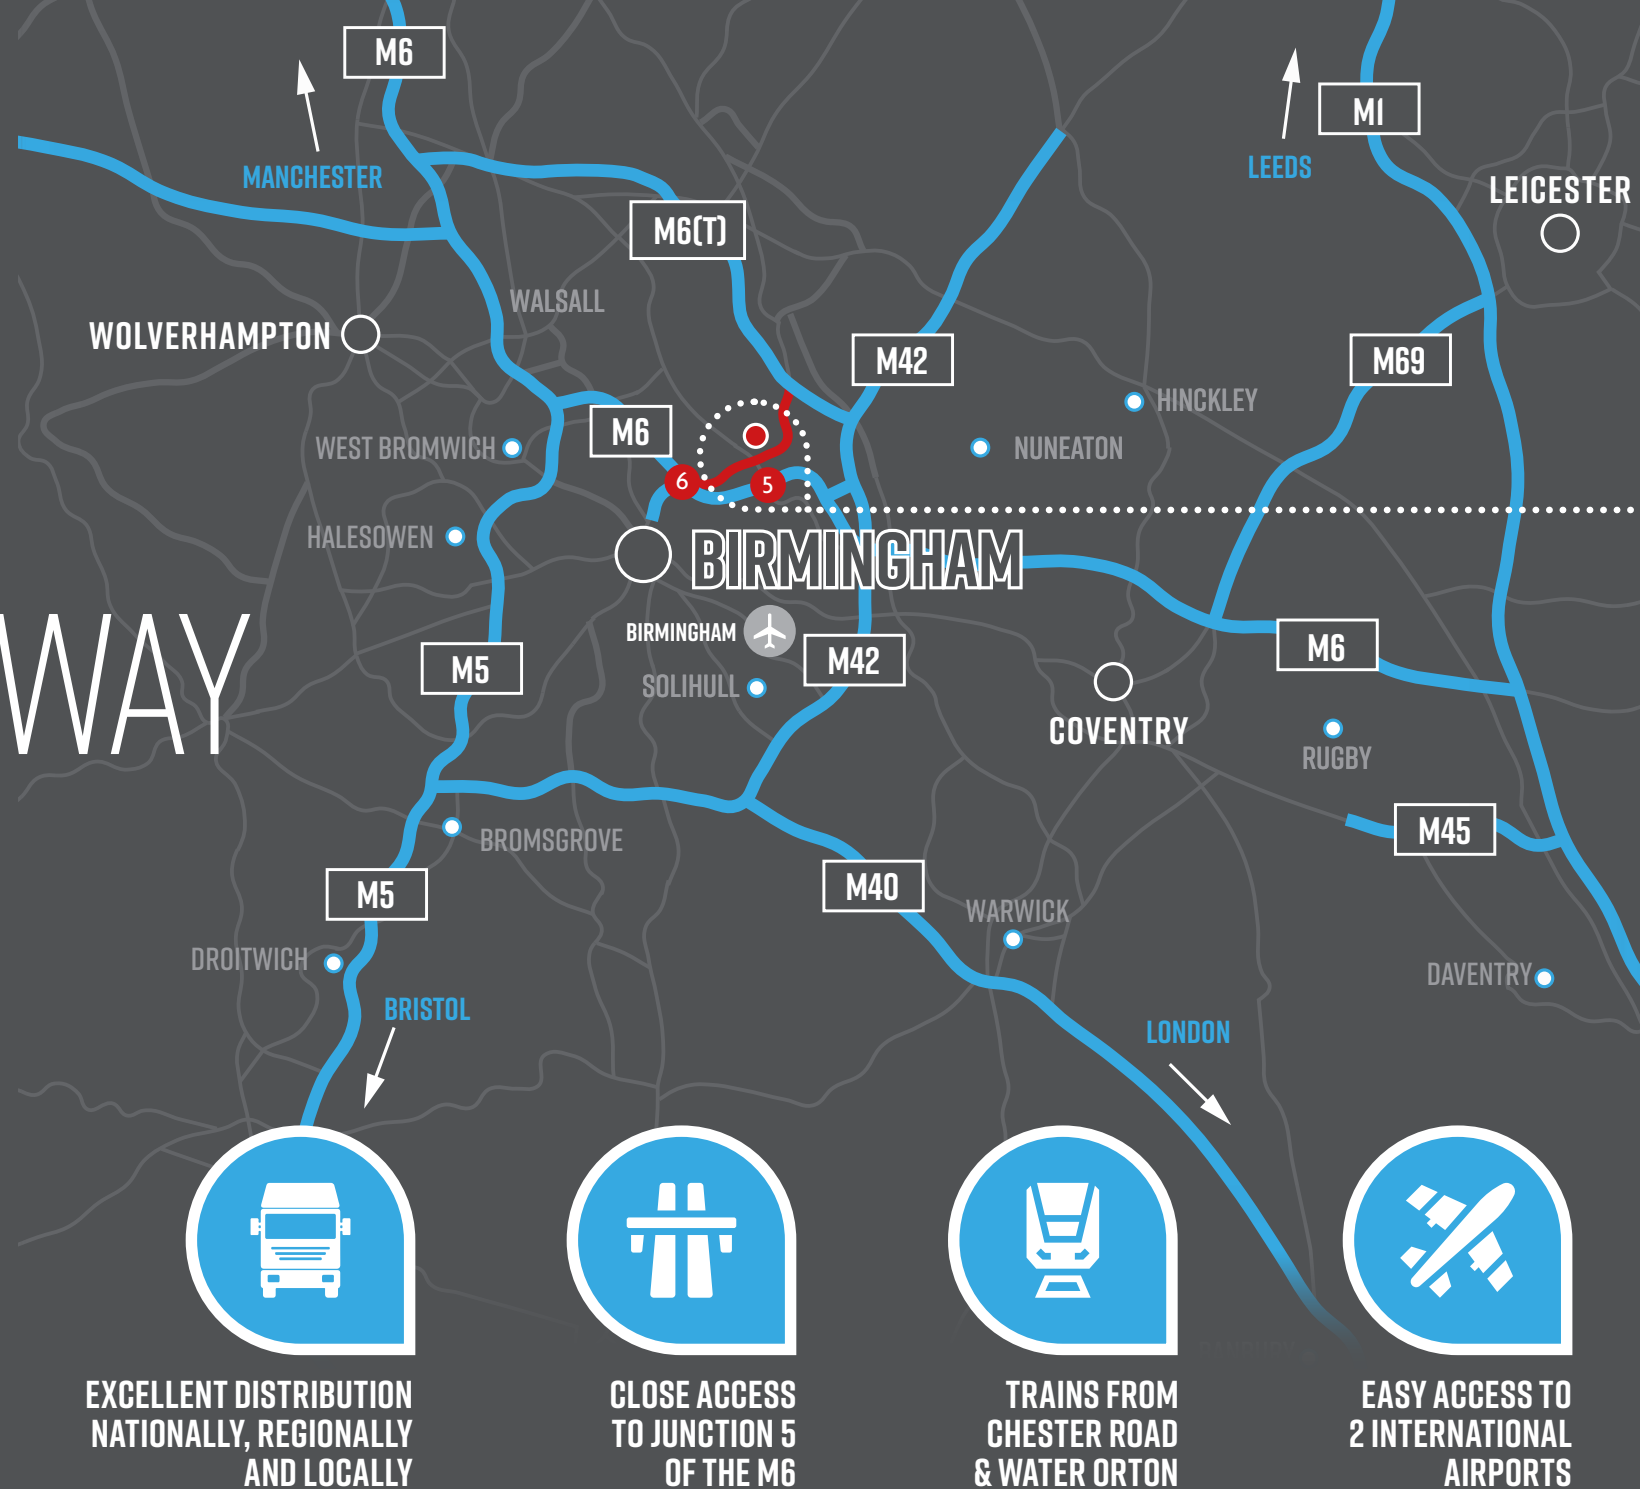 M6
M1
MANCHESTER
LEEDS
LEICESTER
M6(T)
WALSALL
WOLVERHAMPTON
M42
M69
HINCKLEY
M6
WEST BROMWICH
NUNEATON
6
5
HALESOWEN
BIRMINGHAM
BIRMINGHAM
WAY
M5
M42
M6
SOLIHULL
COVENTRY
RUGBY
M45
BROMSGROVE
M5
M40
WARWICK
DROITWICH
DAVENTRY
BRISTOL
LONDON
EXCELLENT DISTRIBUTION
NATIONALLY, REGIONALLY
AND LOCALLY
CLOSE ACCESS
TO JUNCTION 5
OF THE M6
TRAINS FROM
CHESTER ROAD
& WATER ORTON
EASY ACCESS TO
2 INTERNATIONAL
AIRPORTS